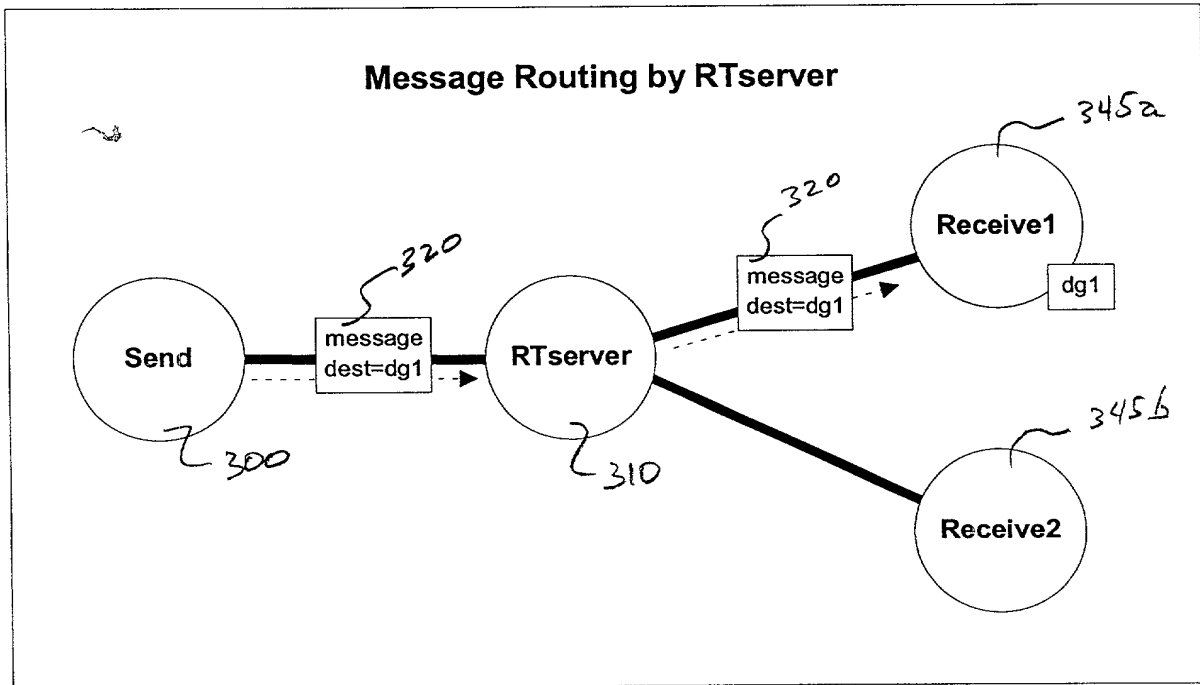 Message Routing by RTserver
345a
320
320
Receive1
message
dest=dg1
dg1
message
dest=dg1
Send
RTserver
345b
300
310
Receive2